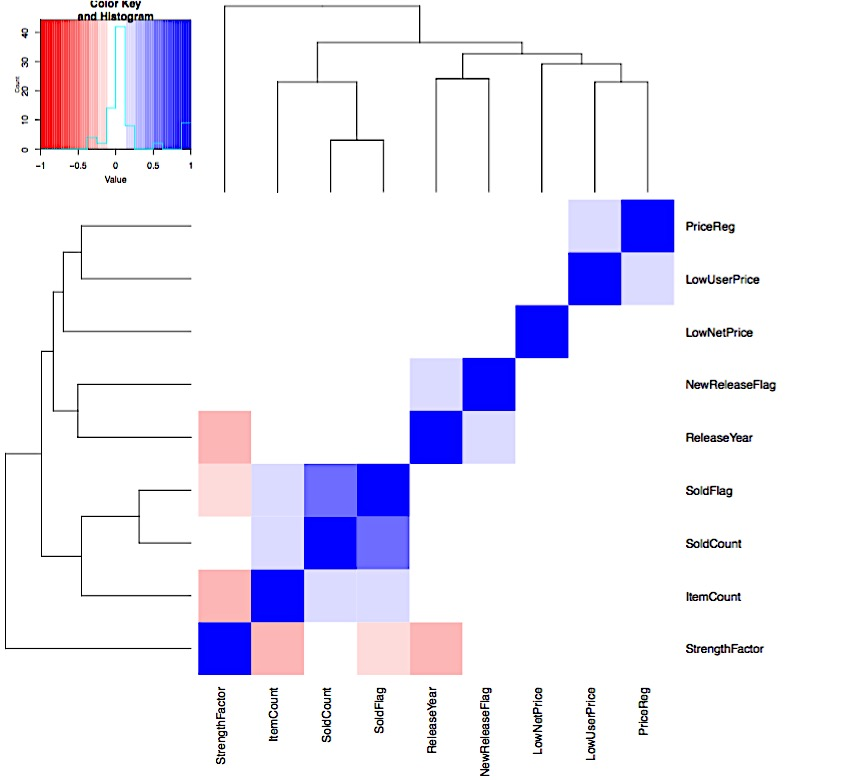 Color Key
and Histogram
Count
0 10 20 30 40
−1 −0.5 0 0.5 1
Value
PriceReg
LowUserPrice
LowNetPrice
NewReleaseFlag
ReleaseYear
SoldFlag
SoldCount
ItemCount
StrengthFactor
StrengthFactor
ItemCount
SoldCount
SoldFlag
ReleaseYear
NewReleaseFlag
LowNetPrice
LowUserPrice
PriceReg